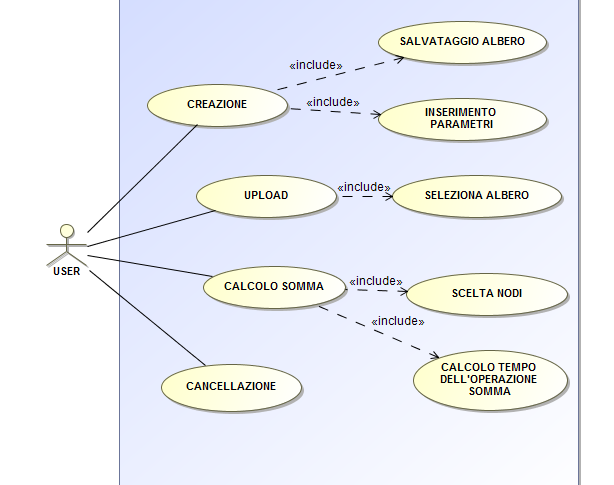 SALVATAGGIO ALBERO
«include»
CREAZIONE
«include»
INSERIMENTO
PARAMETRI
UPLOAD
«include»
SELEZIONA ALBERO
USER
CALCOLO SOMMA
«include»
SCELTA NODI
«include»
CALCOLO TEMPO
DELL'OPERAZIONE
SOMMA
CANCELLAZIONE